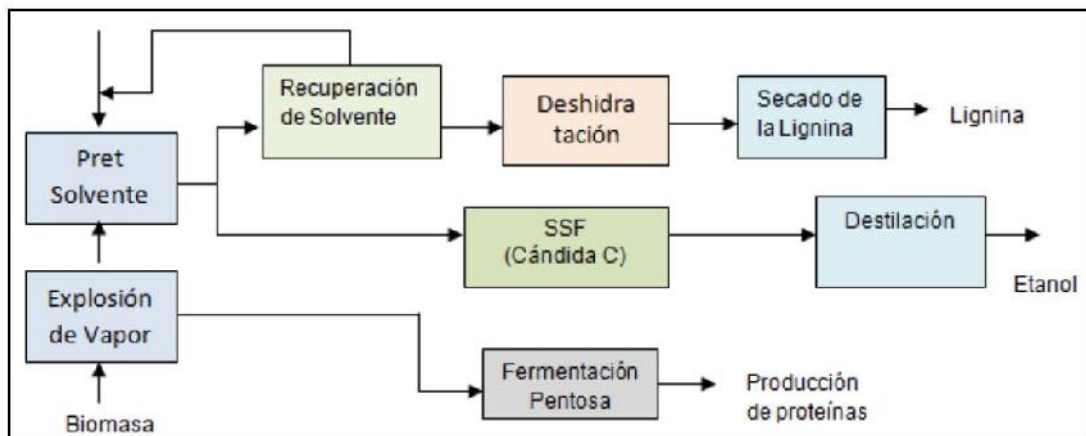 Recuperación
de Solvente
Deshidra
tación
Secado de
la Lignina
Lignina
Pret
Solvente
SSF
(Cándida C)
Destilación
Etanol
Explosión
de Vapor
Fermentación
Pentosa
Producción
de proteínas
Biomasa